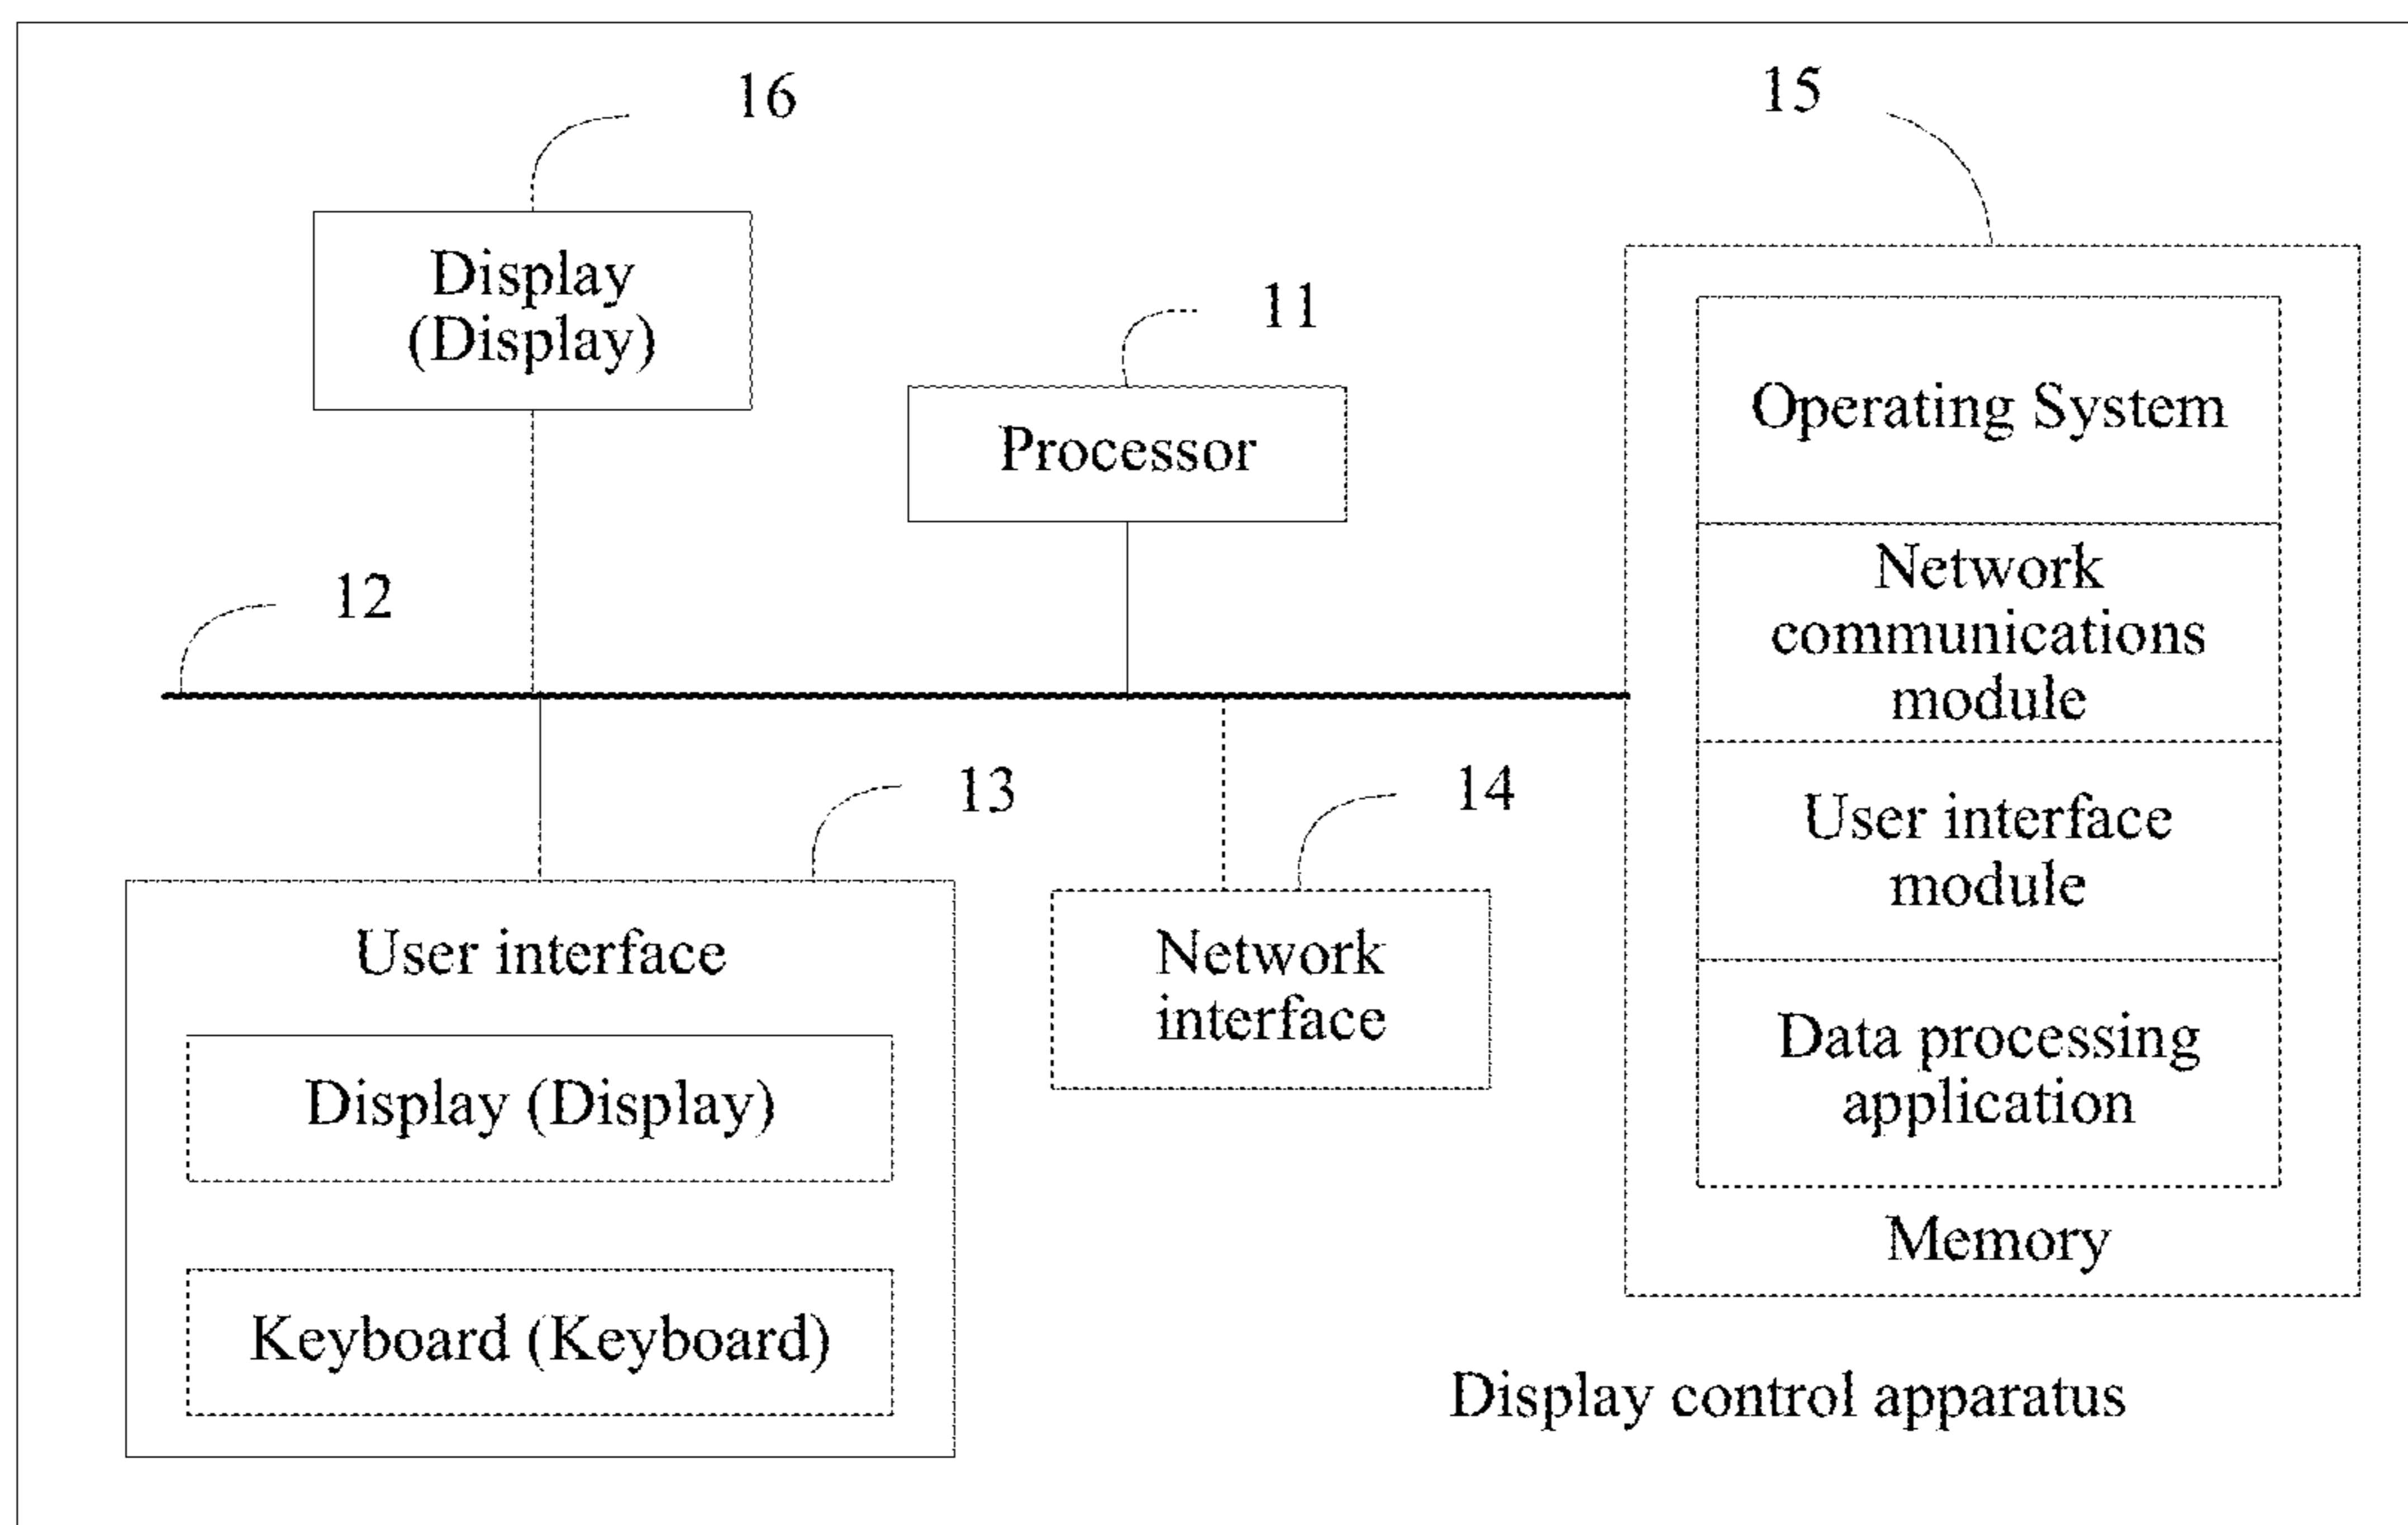 16
15
Display
(Display)
11
Processor
Operating System
12
Network
communications
module
13
14
User interface
module
User interface
Network
interface
Display (Display)
Data processing
application
Keyboard (Keyboard)
Memory
Display control apparatus